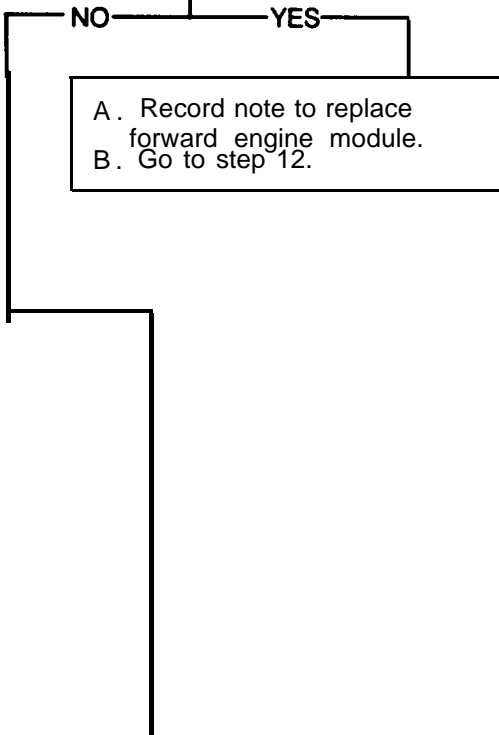 NO YES
A. Record note to replace
forward engine module.
B. Go to step 12.